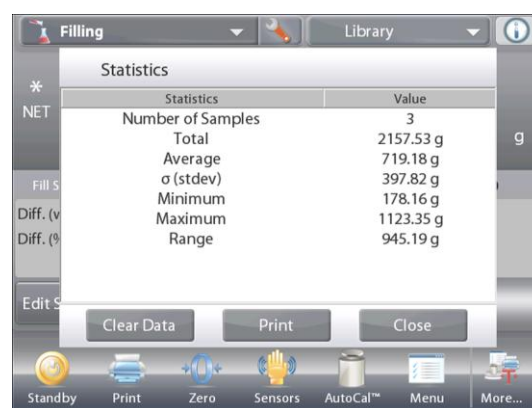 Filling Library
Statistics
*
NET
Statistics Value
Number of Samples 3
Total 2157.53 g
g
Average 719.18 g
Fill S
σ (stdev) 397.82 g
Minimum 178.16 g
Diff. (v
Maximum 1123.35 g
Diff. (%
Range 945.19 g
Edit S
Clear Data Print Close
Standby Print Zero Sensors AutoCal™ Menu More...